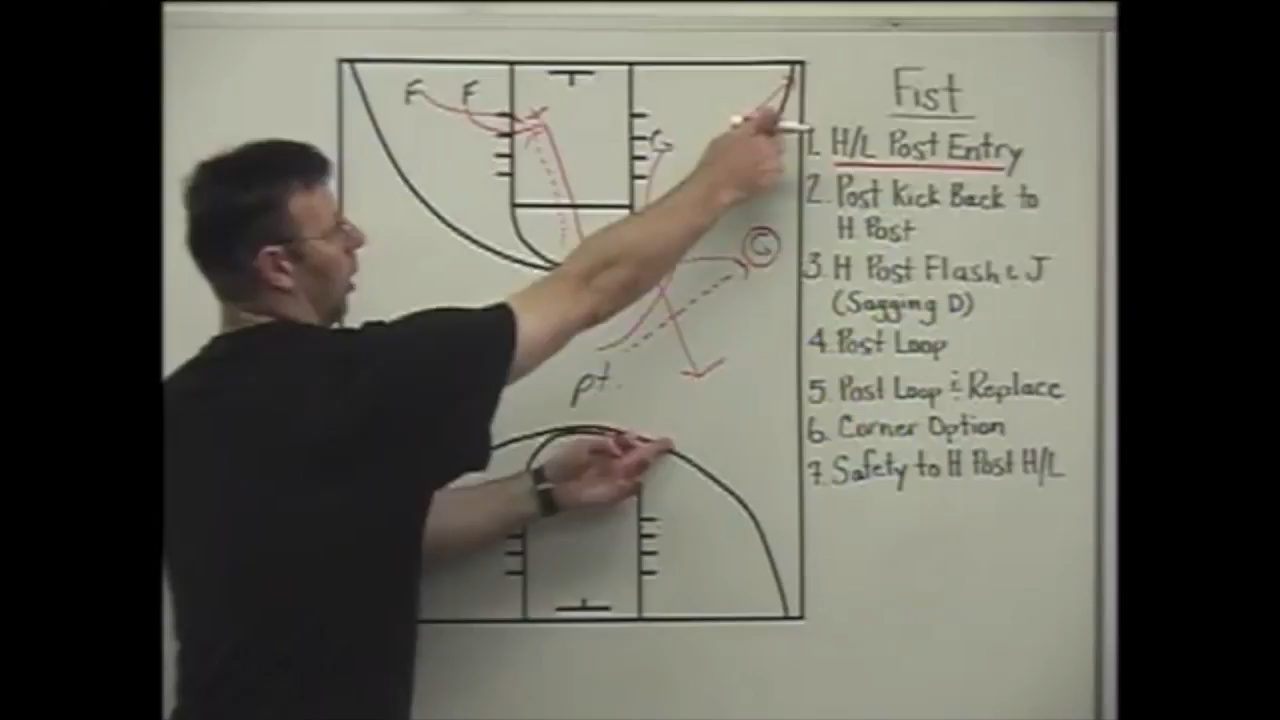 F F
G
G
pt.
Fist
1. H/L Post Entry
2. Post Kick Back to
H Post
3. H Post Flash & J
(Sagging D)
4. Post Loop
5. Post Loop & Replace
6. Corner Option
7. Safety to H Post H/L